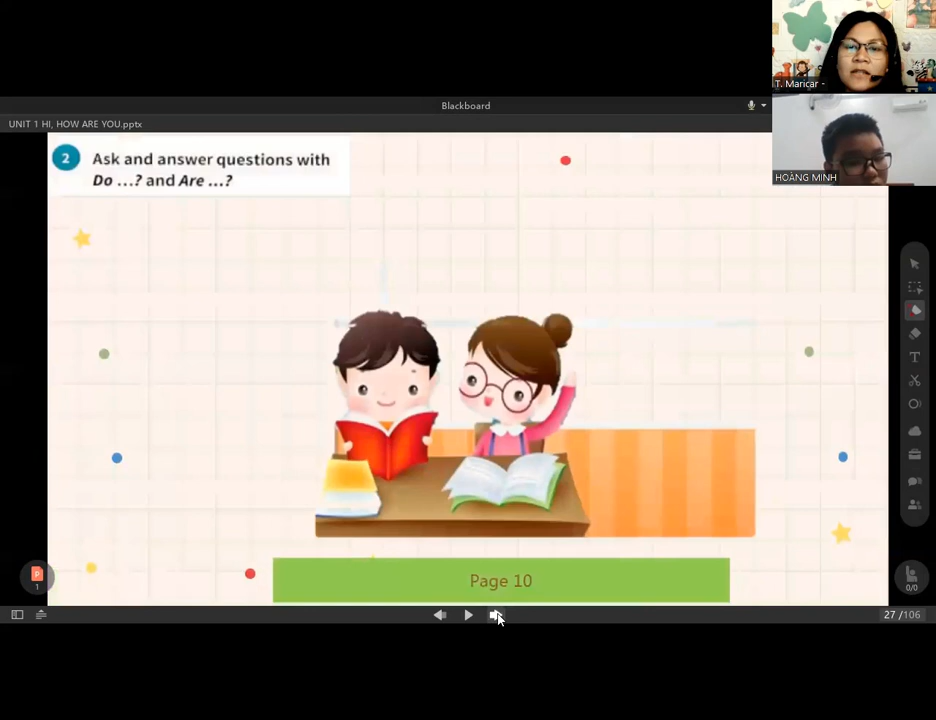 T. Maricar -
Blackboard
UNIT 1 HI, HOW ARE YOU.pptx
HOÀNG MINH
2 Ask and answer questions with
Do ...? and Are ...?
Page 10
P
1
T
0/0
27 /106